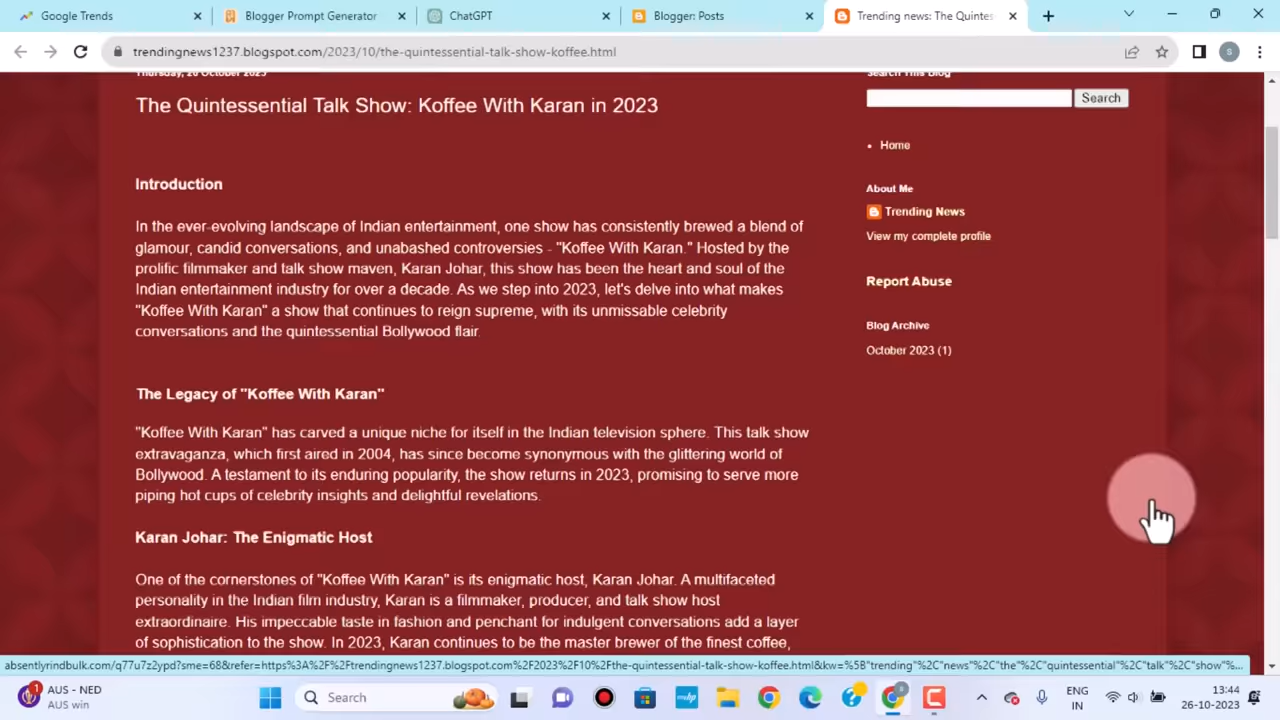 Google Trends
Blogger Prompt Generator
ChatGPT
Blogger: Posts
Trending news: The Quintes
trendingnews1237.blogspot.com/2023/10/the-quintessential-talk-show-koffee.html
S
Thursday, 26 October 2023
The Quintessential Talk Show: Koffee With Karan in 2023
Introduction
In the ever-evolving landscape of Indian entertainment, one show has consistently brewed a blend of
glamour, candid conversations, and unabashed controversies - "Koffee With Karan." Hosted by the
prolific filmmaker and talk show maven, Karan Johar, this show has been the heart and soul of the
Indian entertainment industry for over a decade. As we step into 2023, let's delve into what makes
"Koffee With Karan" a show that continues to reign supreme, with its unmissable celebrity
conversations and the quintessential Bollywood flair.
The Legacy of "Koffee With Karan"
"Koffee With Karan" has carved a unique niche for itself in the Indian television sphere. This talk show
extravaganza, which first aired in 2004, has since become synonymous with the glittering world of
Bollywood. A testament to its enduring popularity, the show returns in 2023, promising to serve more
piping hot cups of celebrity insights and delightful revelations.
Karan Johar: The Enigmatic Host
One of the cornerstones of "Koffee With Karan" is its enigmatic host, Karan Johar. A multifaceted
personality in the Indian film industry, Karan is a filmmaker, producer, and talk show host
extraordinaire. His impeccable taste in fashion and penchant for indulgent conversations add a layer
of sophistication to the show. In 2023, Karan continues to be the master brewer of the finest coffee,
Search This Blog
Search
Home
About Me
Trending News
View my complete profile
Report Abuse
Blog Archive
October 2023 (1)
absentlyrindbulk.com/q77u7z2ypd?sme=68&refer=https%3A%2F%2Ftrendingnews1237.blogspot.com%2F2023%2F10%2Fthe-quintessential-talk-show-koffee.html&kw=%5B"trending"%2C"news"%2C"the"%2C"quintessential"%2C"talk"%2C"show"%...
1
AUS - NED
AUS win
Search
myhp
ENG
IN
13:44
26-10-2023